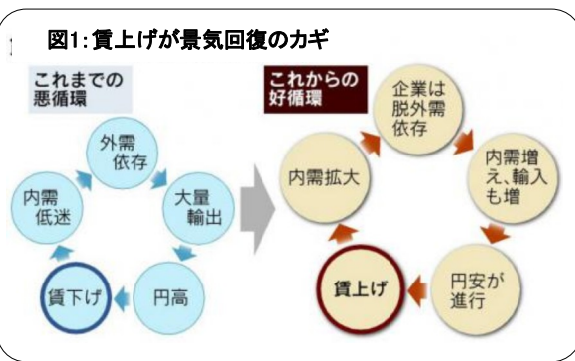 図1:賃上げが景気回復のカギ
これまでの
悪循環
外需
依存
大量
輸出
円高
賃下げ
内需
低迷
これからの
好循環
企業は
脱外需
依存
内需増
え、輸入
も増
円安が
進行
賃上げ
内需拡大